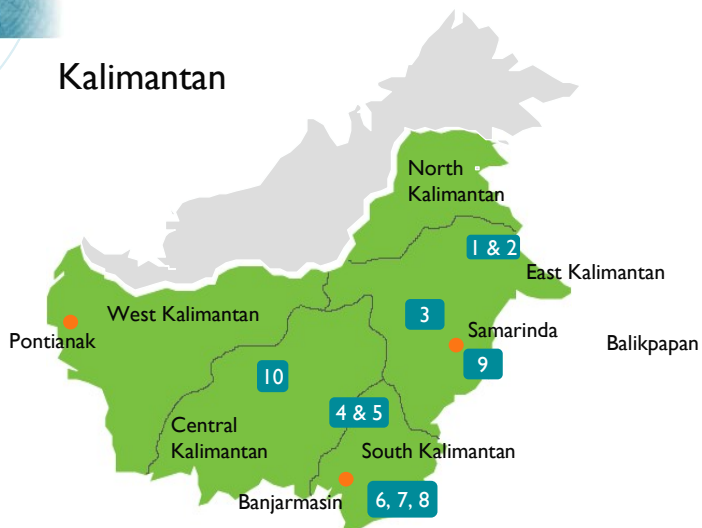 Kalimantan
North
Kalimantan
1 & 2
East Kalimantan
West Kalimantan
3
Samarinda
Pontianak
Balikpapan
9
10
4 & 5
Central
Kalimantan
South Kalimantan
Banjarmasin
6, 7, 8